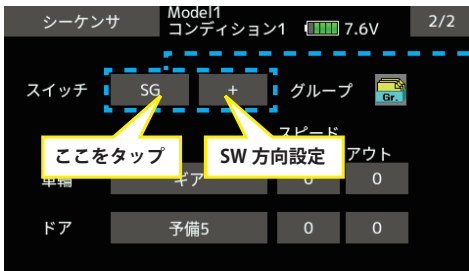 シーケンサ Model1 7.6V 2/2
コンディション1
スイッチ SG + グループ Gr.
スピード
ここをタップ SW 方向設定 アウト
車輪 ギア 0 0
ドア 予備5 0 0